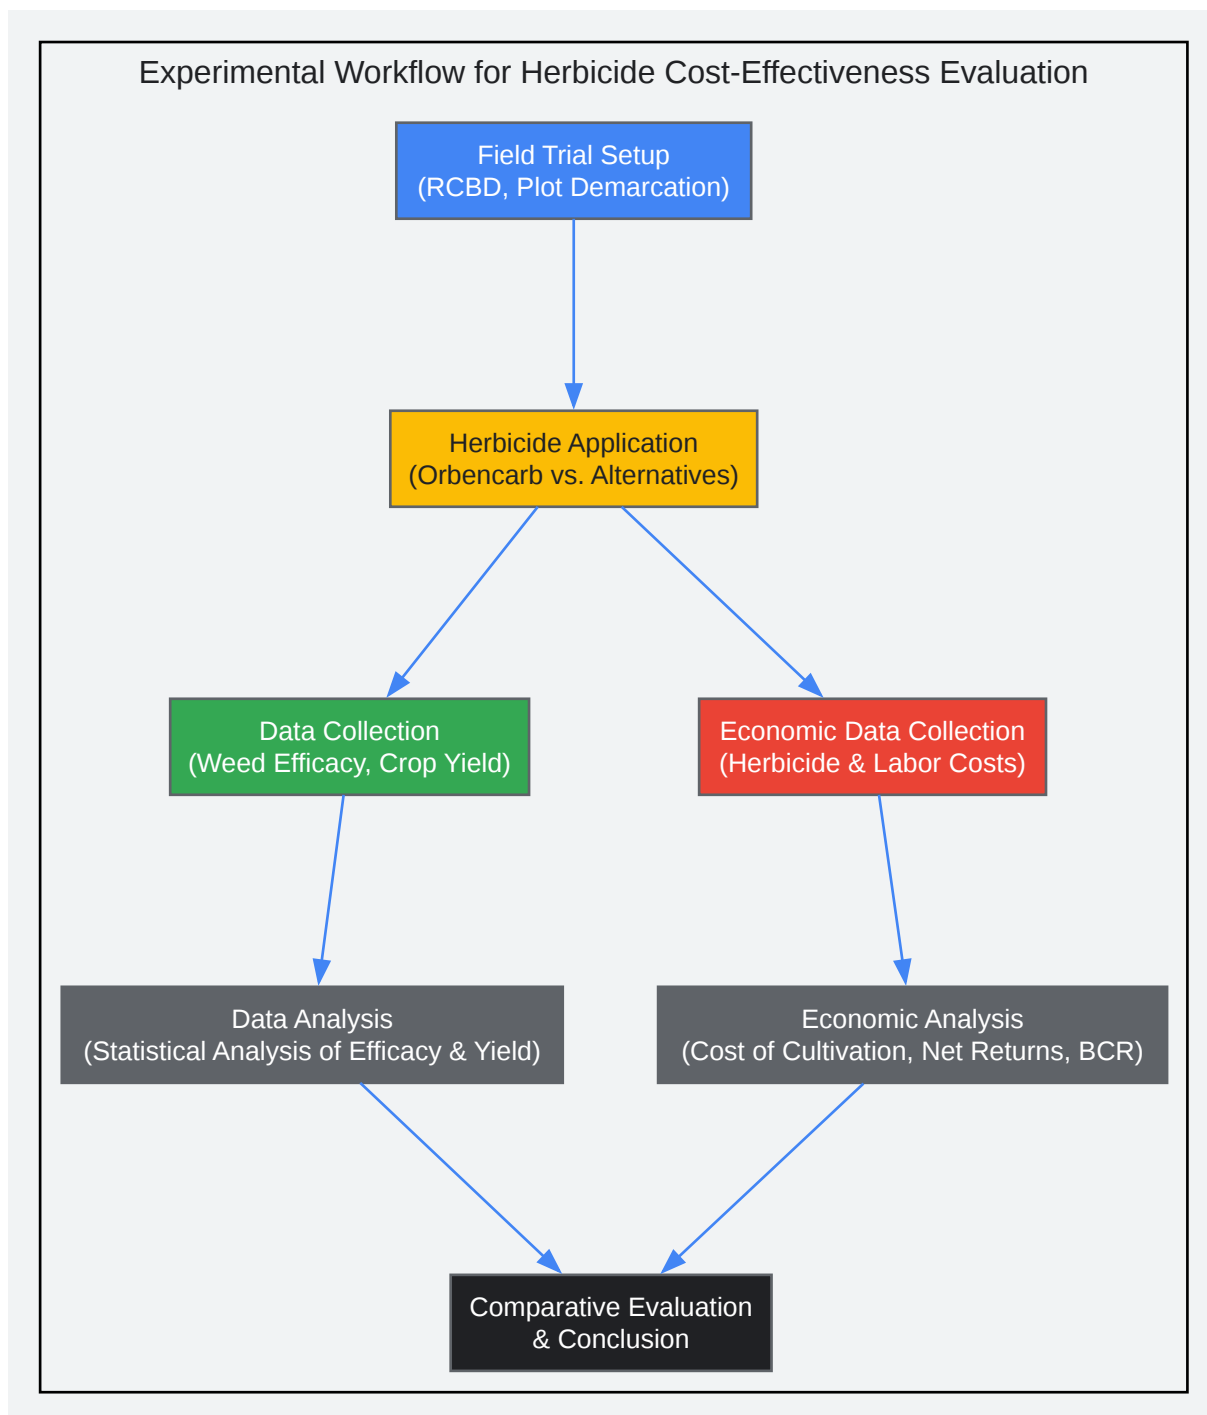 Experimental Workflow for Herbicide Cost-Effectiveness Evaluation
Field Trial Setup
(RCBD, Plot Demarcation)
Herbicide Application
(Orbencarb vs. Alternatives)
Data Collection
(Weed Efficacy, Crop Yield)
Economic Data Collection
(Herbicide & Labor Costs)
Data Analysis
(Statistical Analysis of Efficacy & Yield)
Economic Analysis
(Cost of Cultivation, Net Returns, BCR)
Comparative Evaluation
& Conclusion